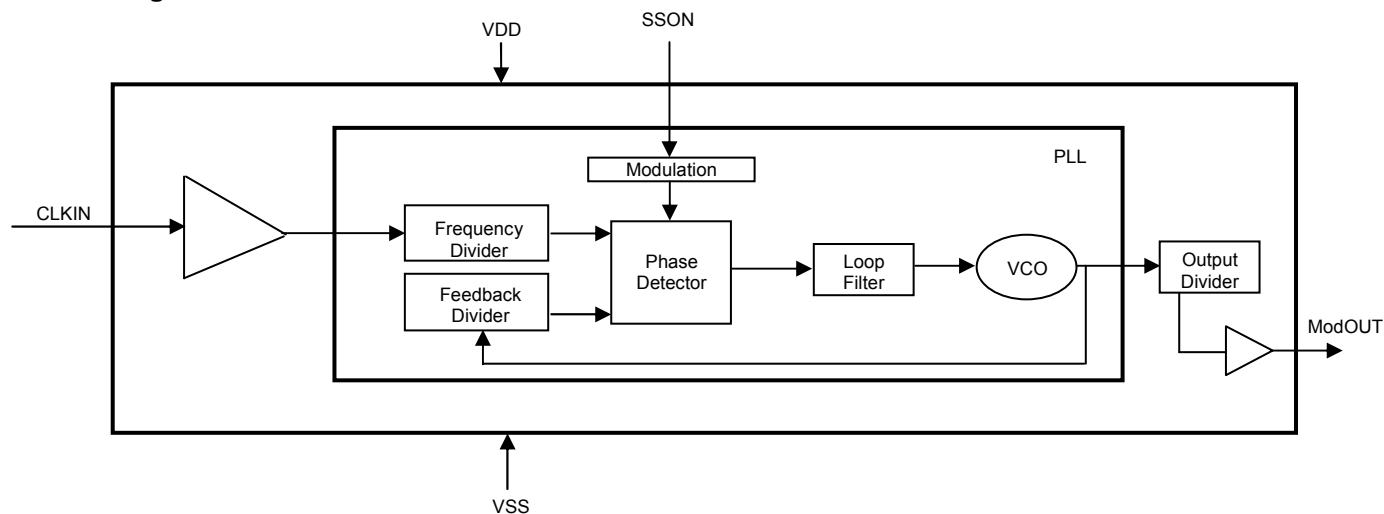 SSON
VDD
PLL
Modulation
CLKIN
Frequency
Divider
Phase
Detector
Loop
Filter
VCO
Output
Divider
Feedback
Divider
ModOUT
VSS